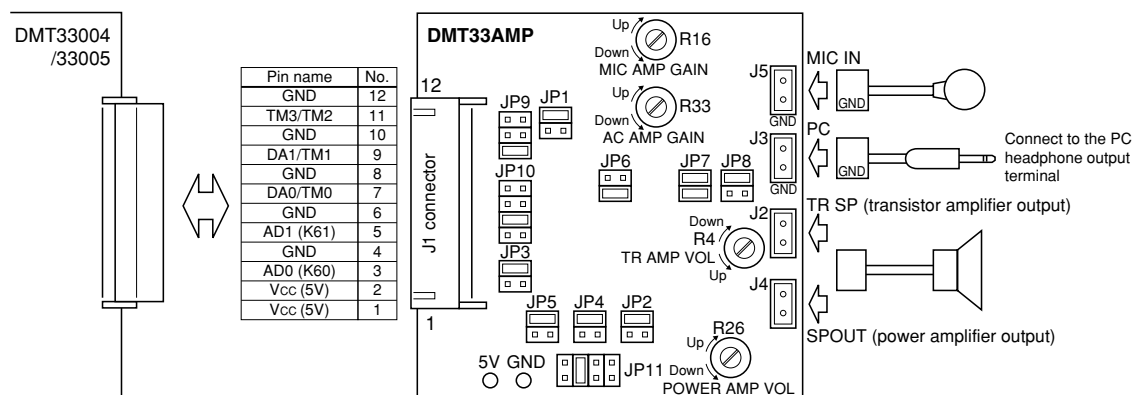 DMT33004
/33005
Pin name No.
GND 12
TM3/TM2 11
GND 10
DA1/TM1 9
GND 8
DA0/TM0 7
GND 6
AD1 (K61) 5
GND 4
AD0 (K60) 3
Vcc (5V) 2
Vcc (5V) 1
DMT33AMP
12
J1 connector
1
JP9
JP1
JP10
JP3
JP5
JP4
JP2
5V GND
JP11
Up
Down
R16
MIC AMP GAIN
Up
Down
R33
AC AMP GAIN
JP6
JP7
JP8
Down
R4
TR AMP VOL
Up
R26
Up
Down
POWER AMP VOL
J5
GND
J3
GND
J2
J4
MIC IN
GND
PC
GND
Connect to the PC
headphone output
terminal
TR SP (transistor amplifier output)
SPOUT (power amplifier output)